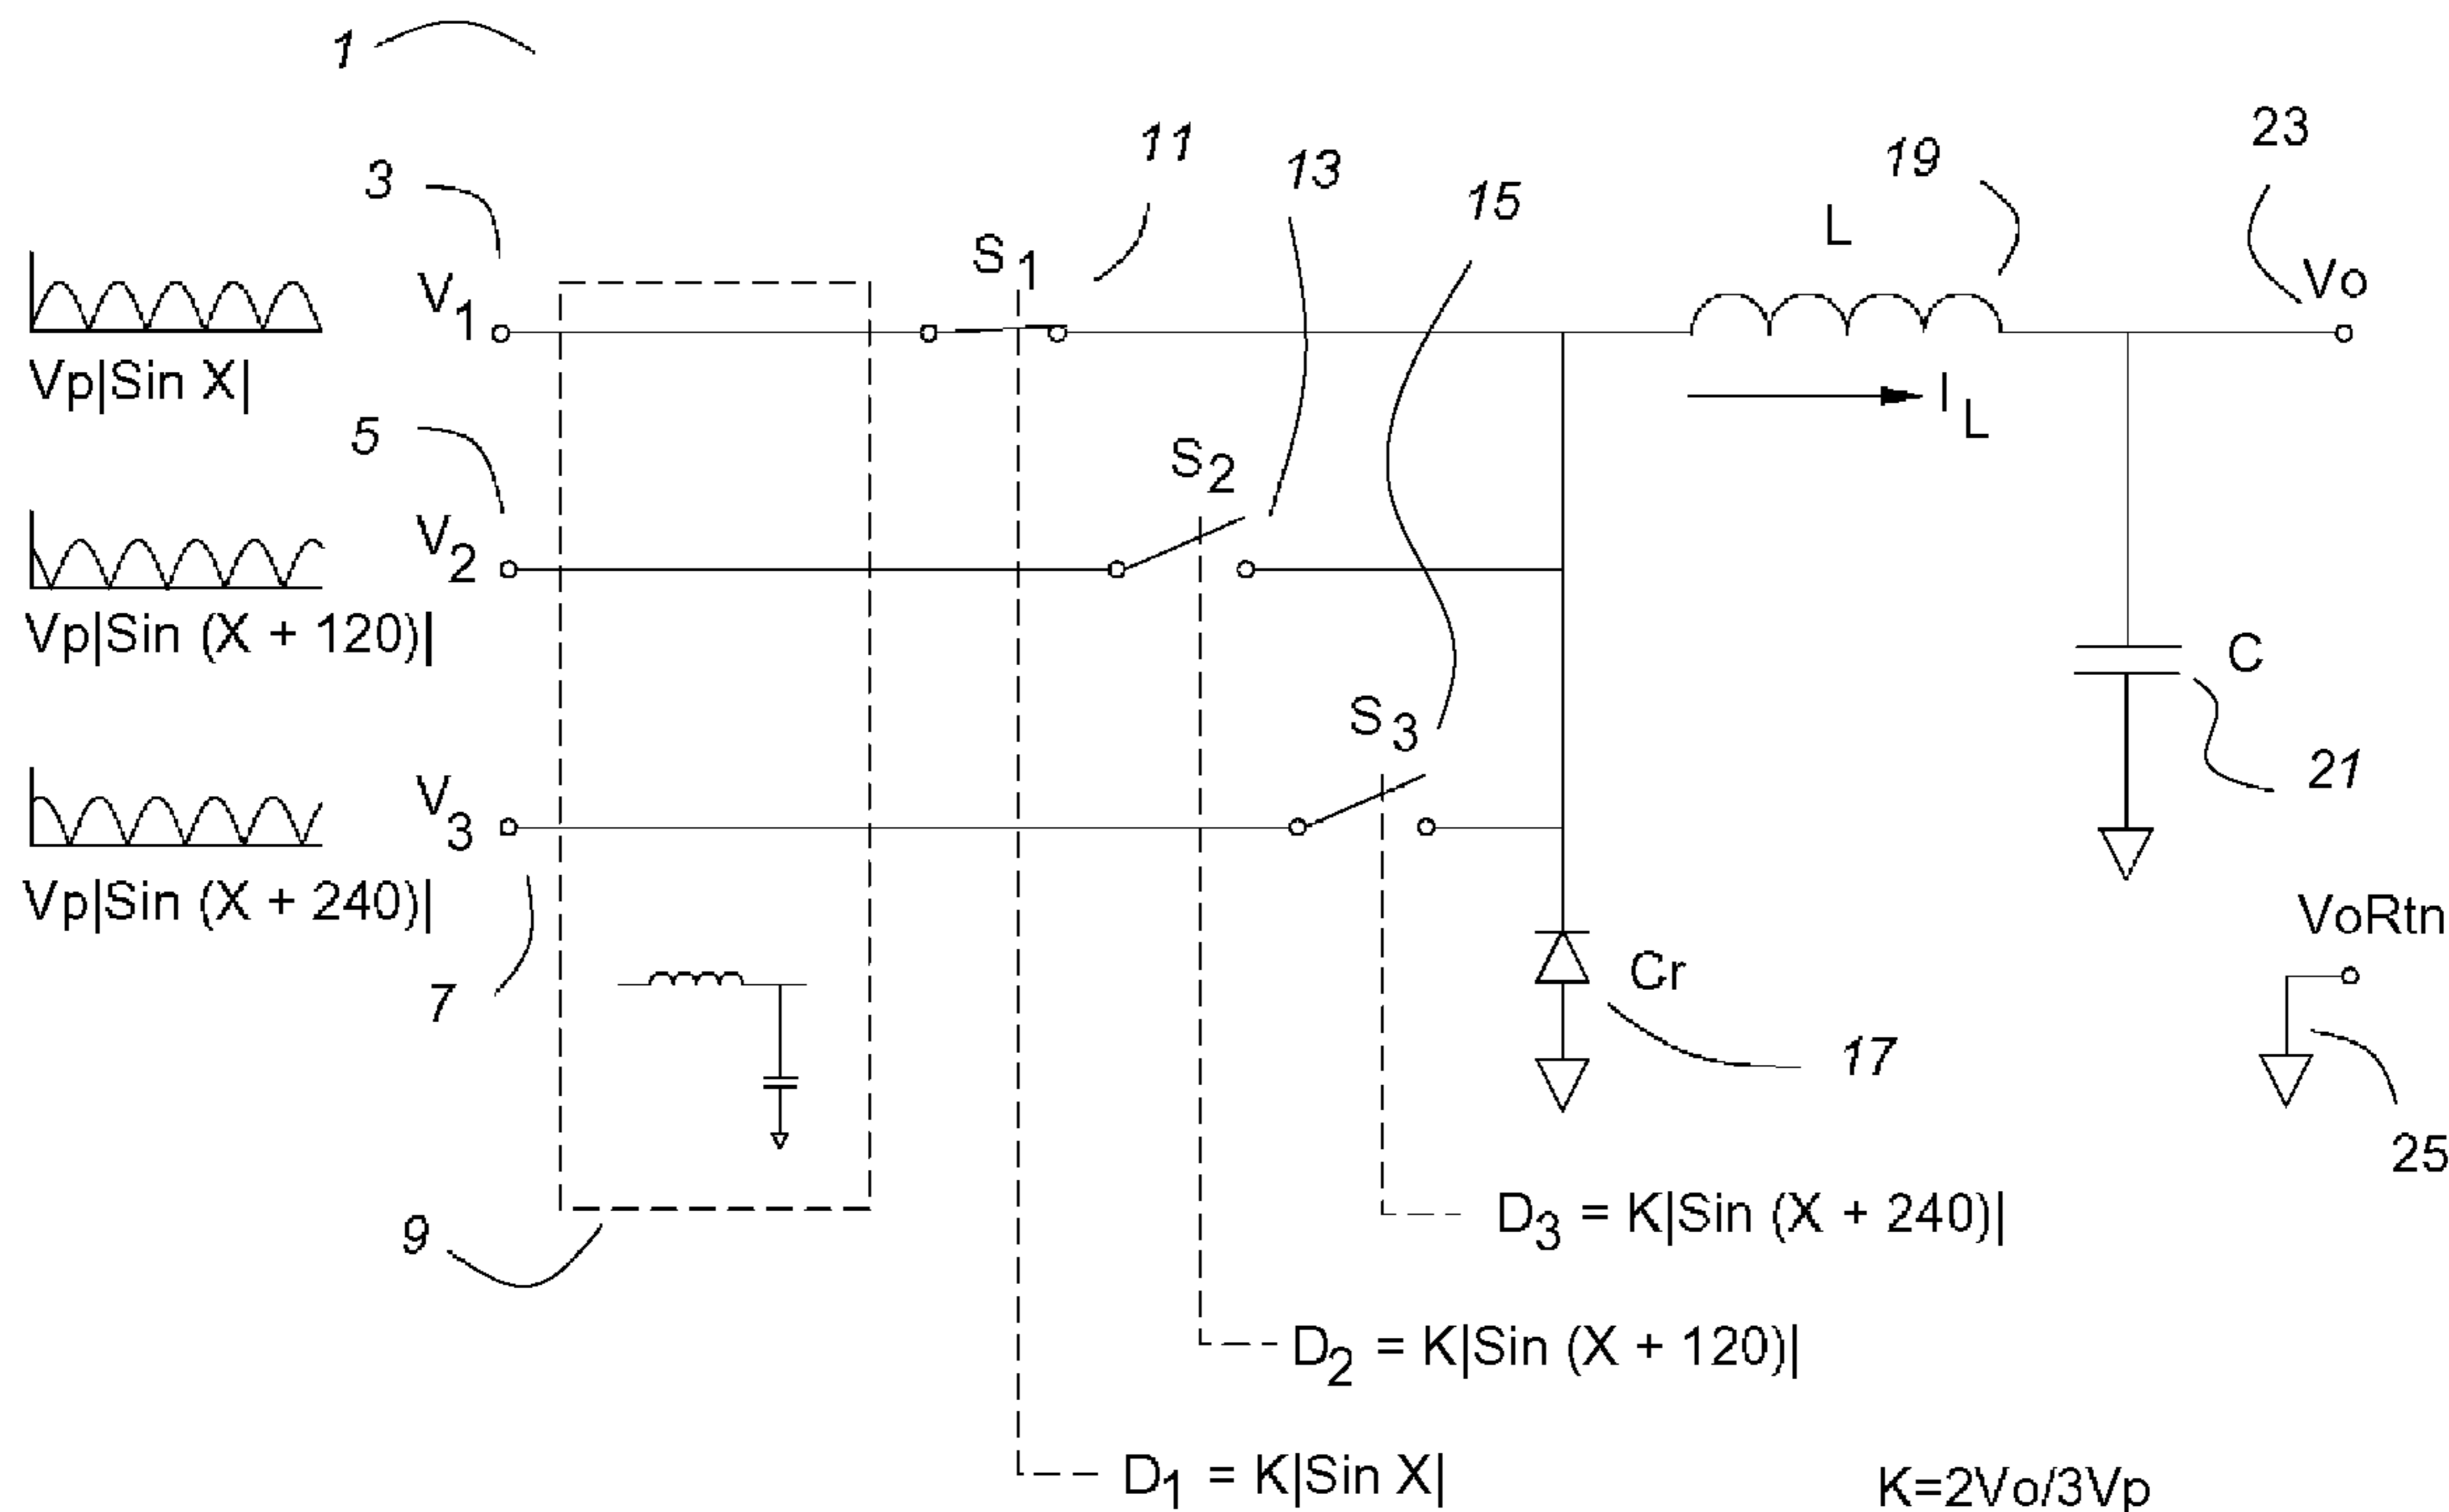 1
11
13
15
19
23
3
S1
L
Vo
V1
Vp|Sin X|
IL
5
S2
V2
Vp|Sin (X + 120)|
S3
C
21
V3
Vp|Sin (X + 240)|
VoRtn
7
Cr
17
25
9
D3 = K|Sin (X + 240)|
D2 = K|Sin (X + 120)|
D1 = K|Sin X|
K=2Vo/3Vp